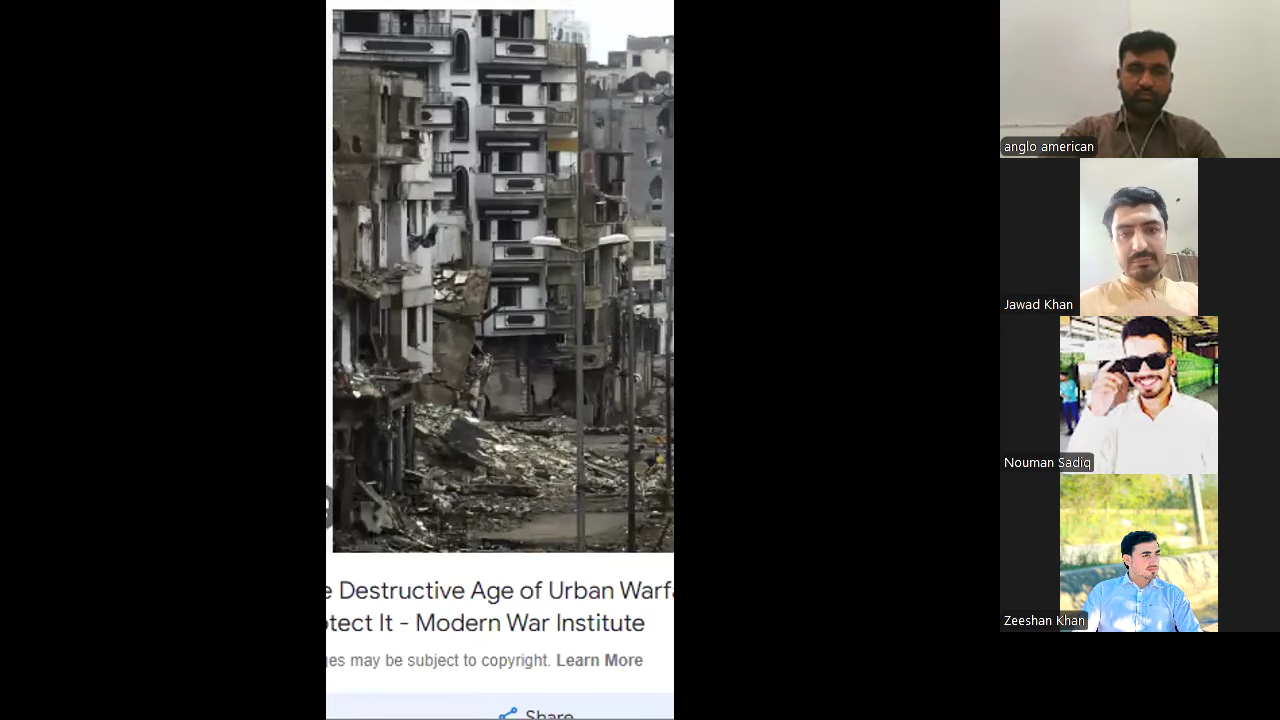 e Destructive Age of Urban Warf
otect It - Modern War Institute
ges may be subject to copyright. Learn More
Share
anglo american
Jawad Khan
Nouman Sadiq
Zeeshan Khan